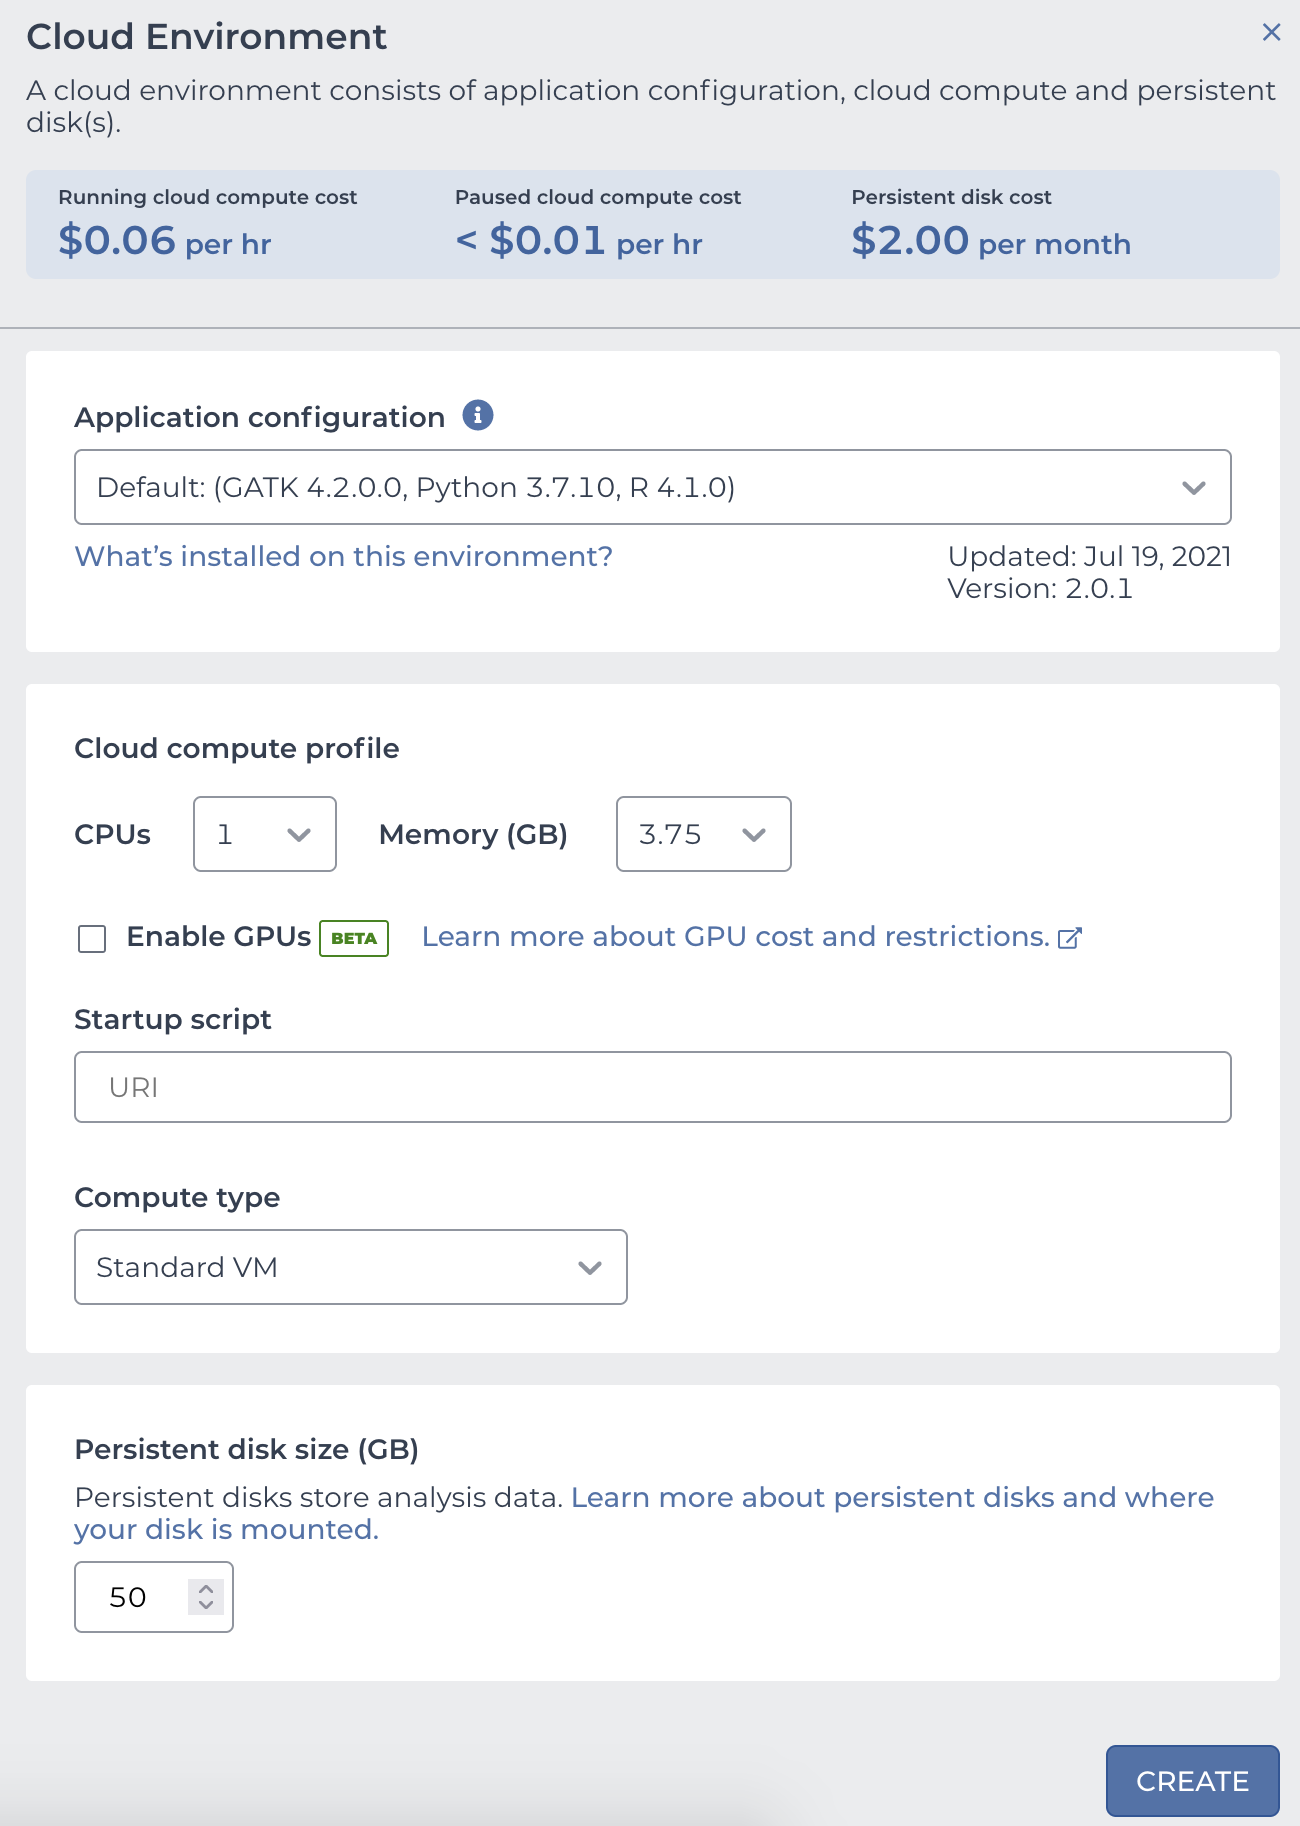 Cloud Environment
A cloud environment consists of application configuration, cloud compute and persistent
disk(s).
Running cloud compute cost
$0.06 per hr
Paused cloud compute cost
< $0.01 per hr
Persistent disk cost
$2.00 per month
Application configuration
Default: (GATK 4.2.0.0, Python 3.7.10, R 4.1.0)
What's installed on this environment?
Updated: Jul 19, 2021
Version: 2.0.1
Cloud compute profile
CPUs 1 Memory (GB) 3.75
Enable GPUs BETA Learn more about GPU cost and restrictions.
Startup script
URI
Compute type
Standard VM
Persistent disk size (GB)
Persistent disks store analysis data. Learn more about persistent disks and where
your disk is mounted.
50
CREATE